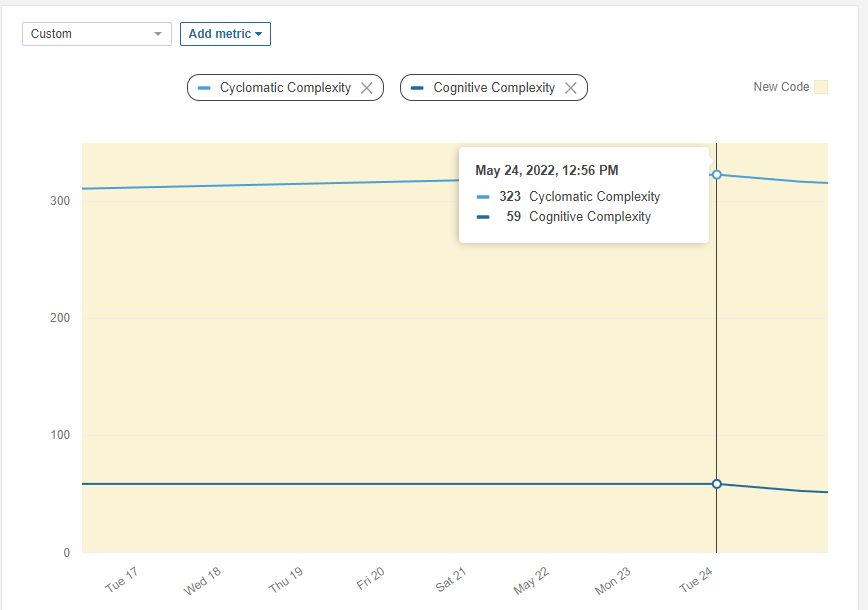 Custom
Add metric
Cyclomatic Complexity
Cognitive Complexity
New Code
May 24, 2022, 12:56 PM
323 Cyclomatic Complexity
59 Cognitive Complexity
300
200
100
0
Tue 17
Wed 18
Thu 19
Fri 20
Sat 21
May 22
Mon 23
Tue 24